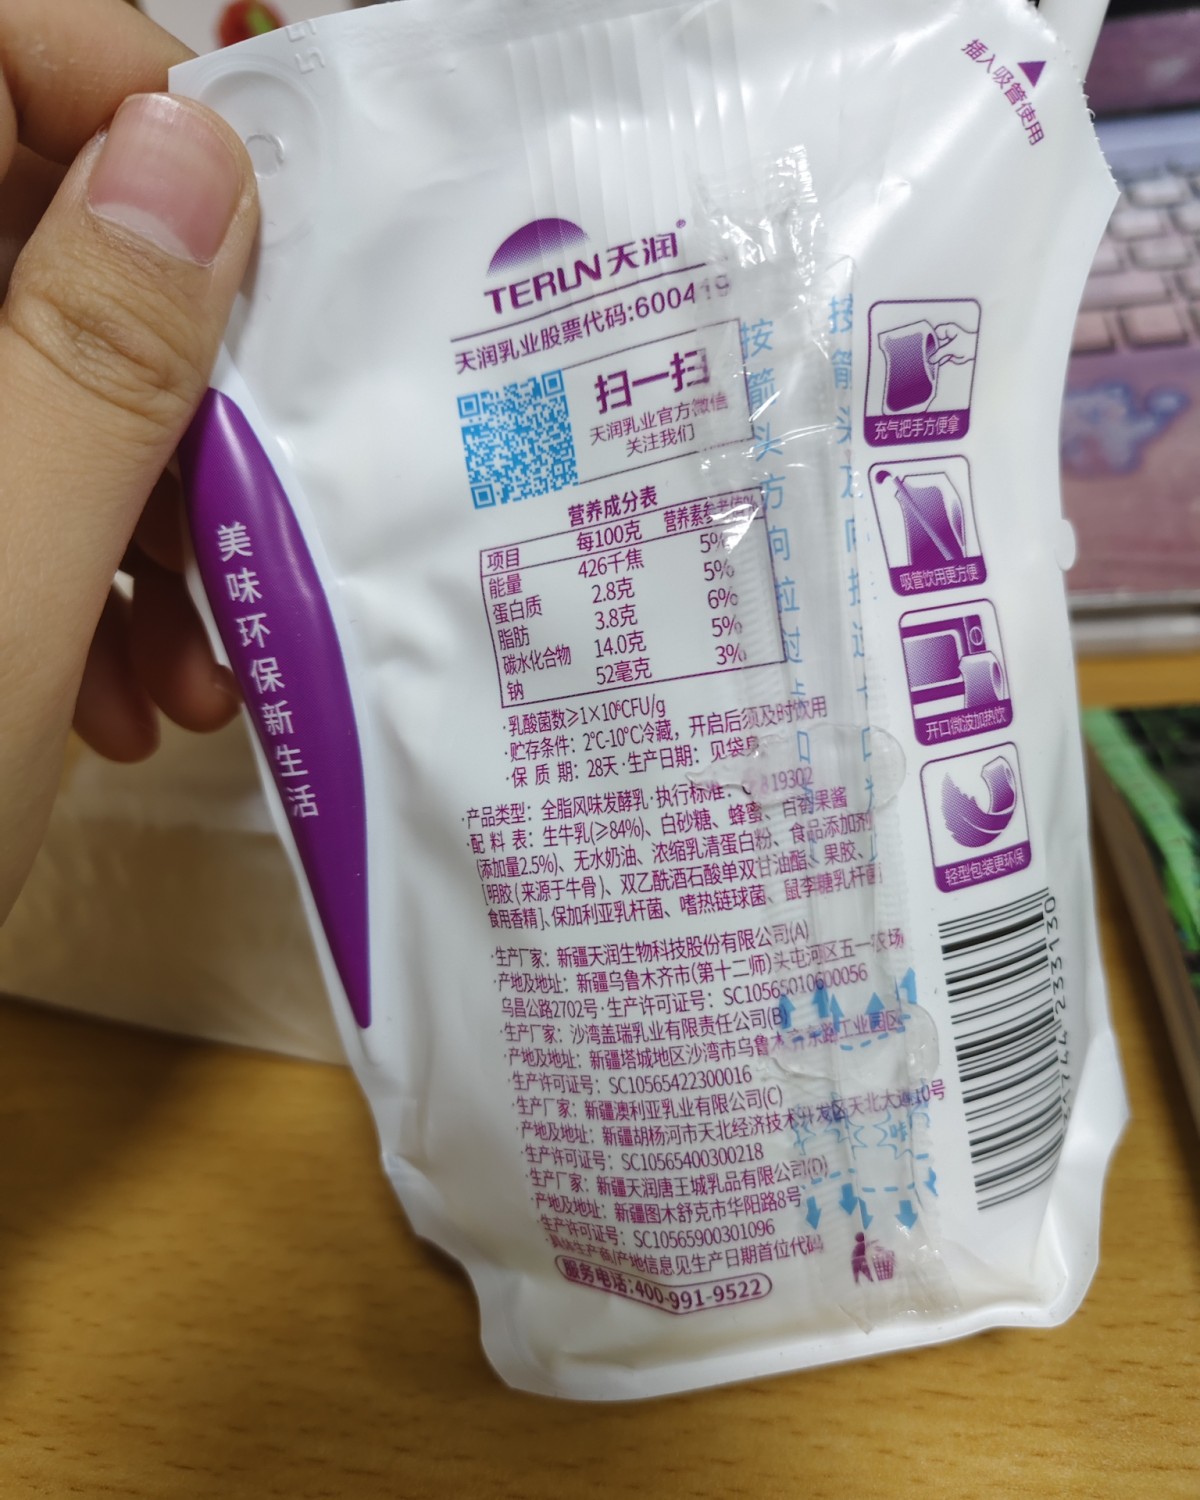 插入吸管使用
TERUN天润®
天润乳业股票代码:600419
扫一扫
天润乳业官方微信
关注我们
按箭头方向拉过
按箭头
充气把手方便拿
吸管饮用更方便
开口微波加热饮
轻型包装更环保
美味环保新生活
营养成分表
项目 每100克 营养素参考值%
能量 426千焦 5%
蛋白质 2.8克 5%
脂肪 3.8克 6%
碳水化合物 14.0克 5%
钠 52毫克 3%
·乳酸菌数≥1×10⁶CFU/g
·贮存条件：2℃-10℃冷藏，开启后须及时饮用
·保 质 期：28天·生产日期：见袋身
·产品类型：全脂风味发酵乳·执行标准：19302
·配 料 表：生牛乳(≥84%)、白砂糖、蜂蜜、百香果酱
(添加量2.5%)、无水奶油、浓缩乳清蛋白粉、食品添加剂
[明胶(来源于牛骨)、双乙酰酒石酸单双甘油酯、果胶、
食用香精]、保加利亚乳杆菌、嗜热链球菌、鼠李糖乳杆菌
·生产厂家：新疆天润生物科技股份有限公司(A)
·产地及地址：新疆乌鲁木齐市(第十二师)头屯河区五一农场
乌昌公路2702号·生产许可证号：SC10565010600056
·生产厂家：沙湾盖瑞乳业有限责任公司(B)
·产地及地址：新疆塔城地区沙湾市乌鲁木齐东路工业园区
·生产许可证号：SC10565422300016
·生产厂家：新疆澳利亚乳业有限公司(C)
·产地及地址：新疆胡杨河市天北经济技术开发区天北大道10号
·生产许可证号：SC10565400300218
·生产厂家：新疆天润唐王城乳品有限公司(D)
·产地及地址：新疆图木舒克市华阳路8号
·生产许可证号：SC10565900301096
·具体生产商/产地信息见生产日期首位代码
服务电话:400-991-9522
咔